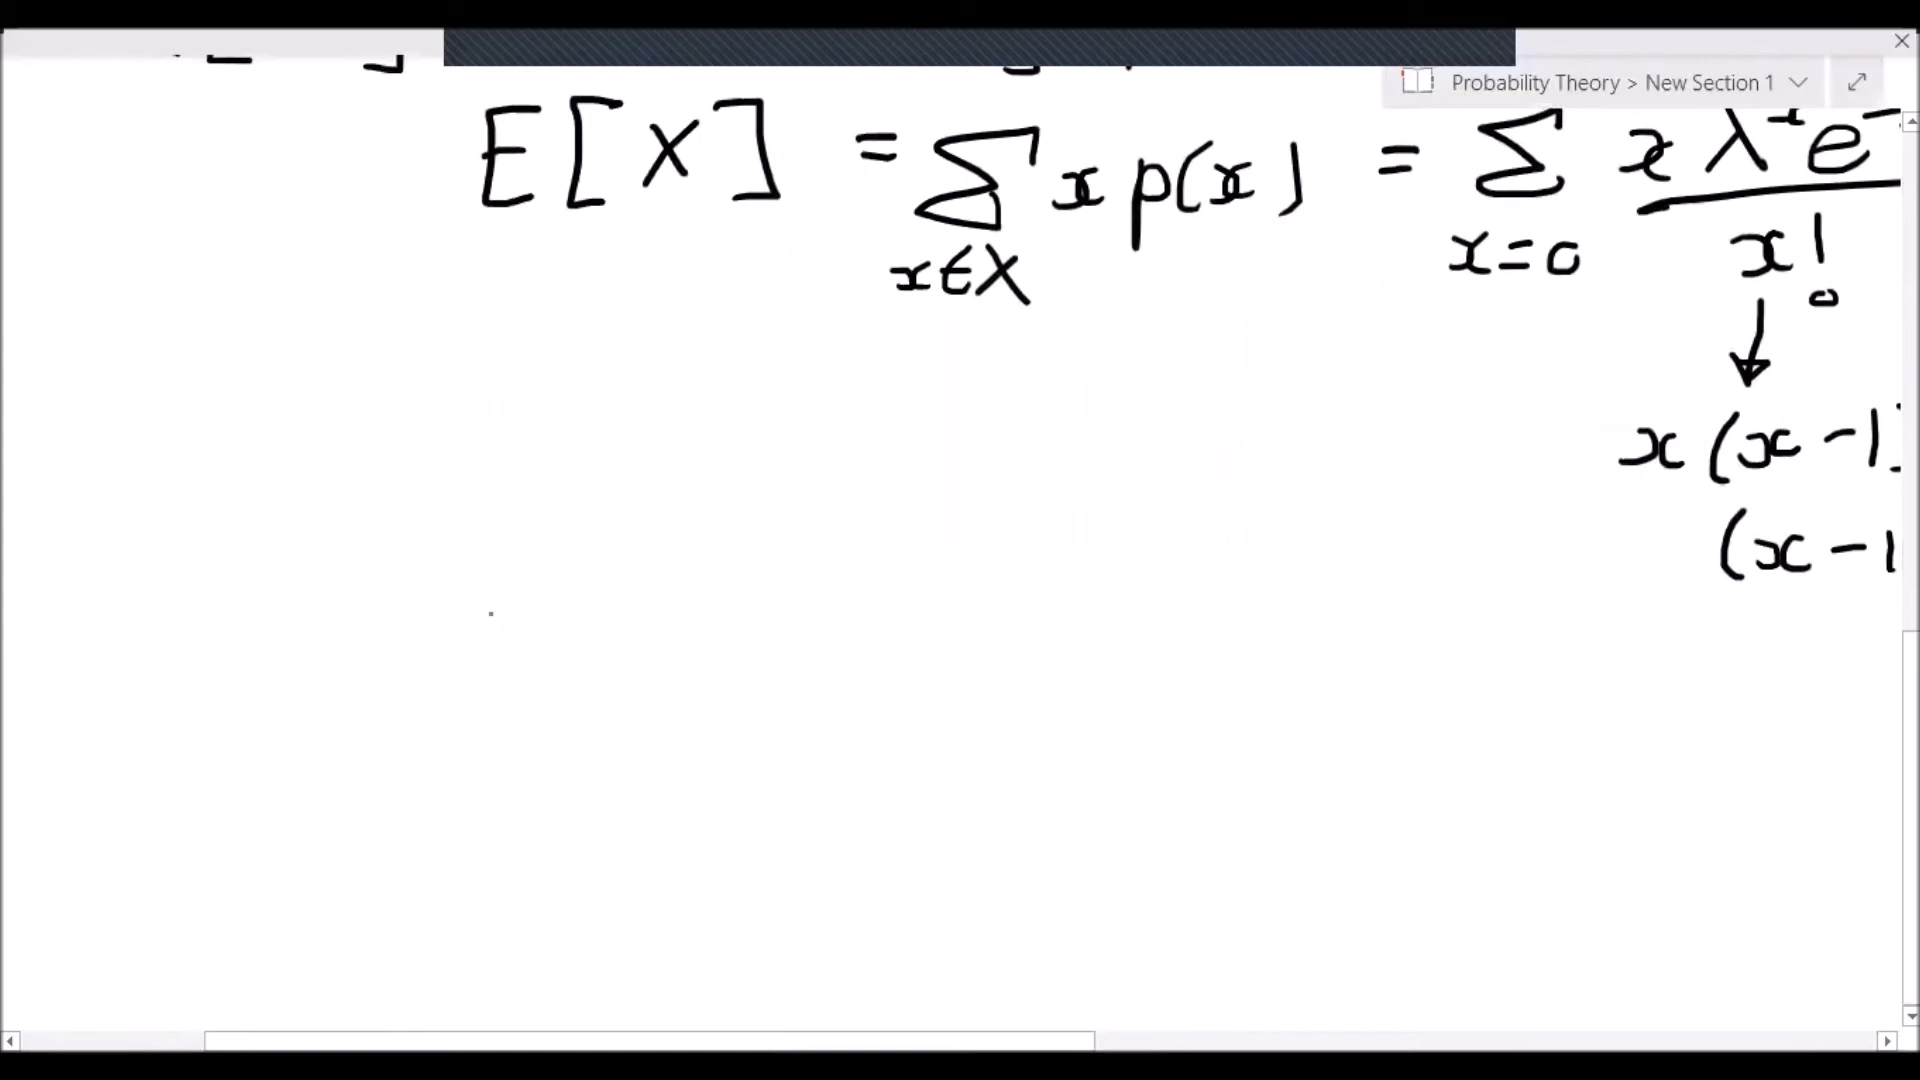 Probability Theory > New Section 1
E[X] = Σ x p(x) = Σ x λ^x e^-
x∈X x=0 x!
x(x-1)
(x-1